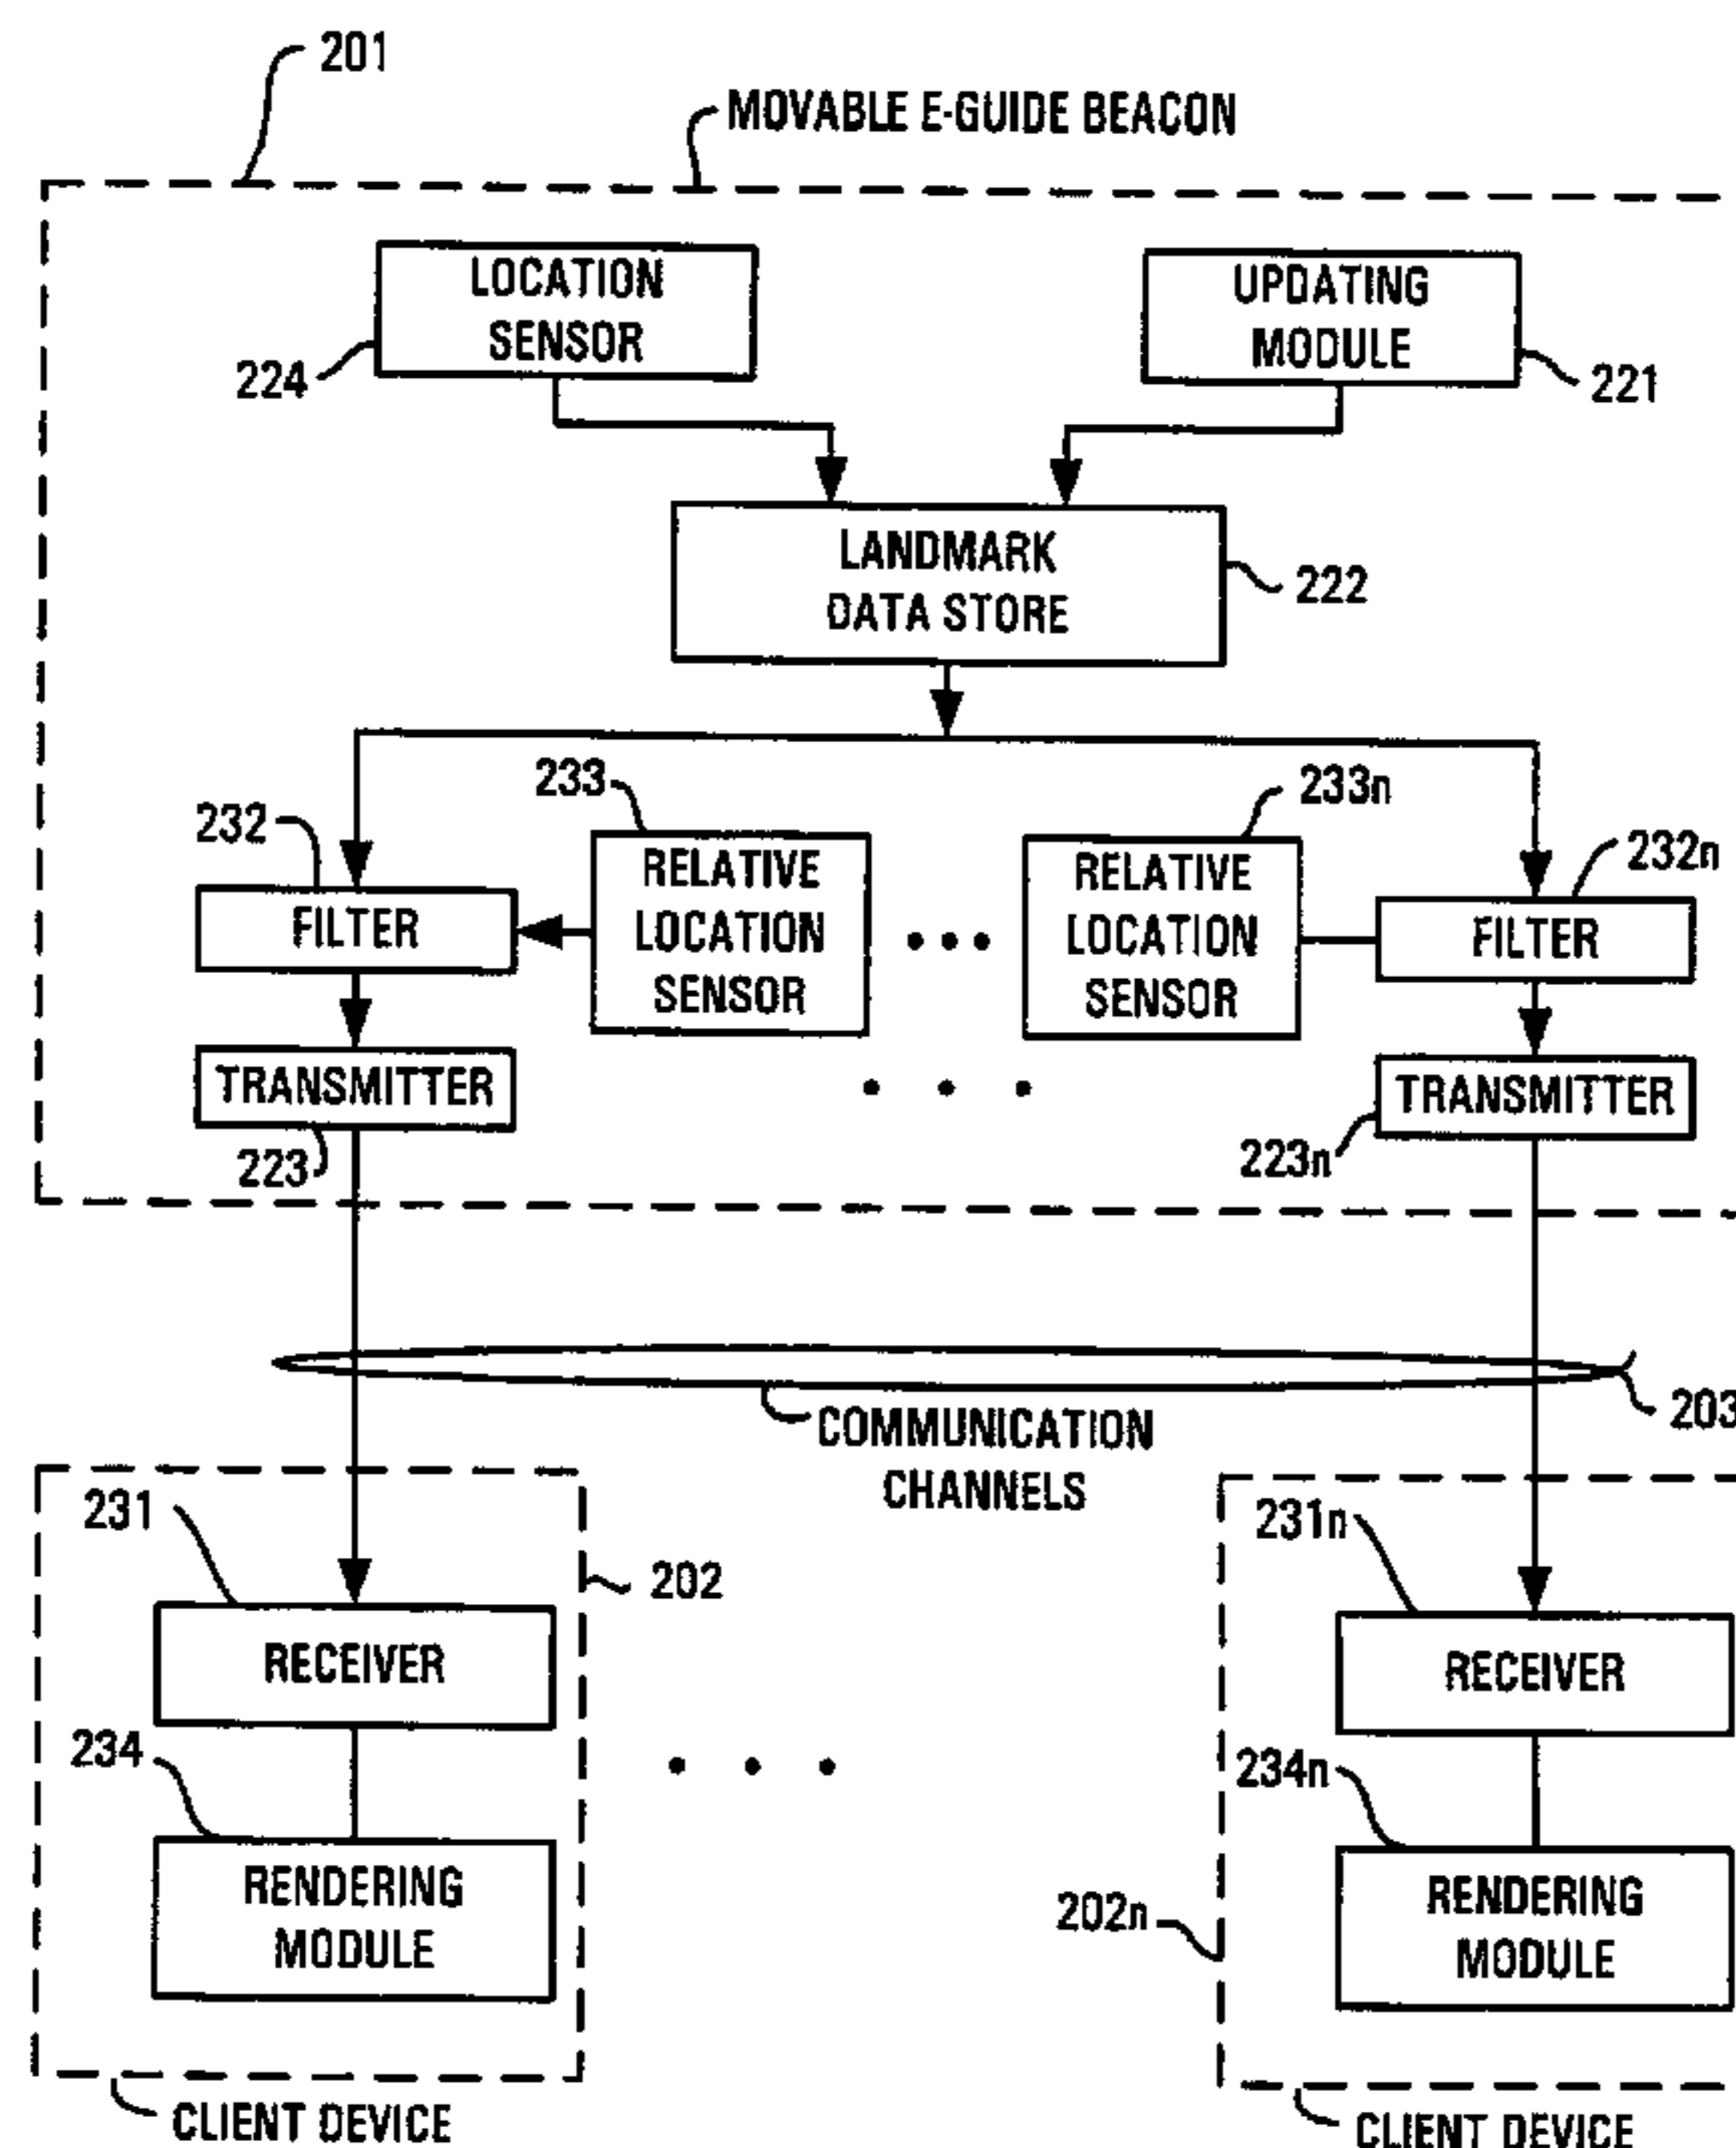 201
MOVABLE E-GUIDE BEACON
LOCATION
SENSOR
224
UPDATING
MODULE
221
LANDMARK
DATA STORE
222
233
233n
232
232n
FILTER
RELATIVE
LOCATION
SENSOR
RELATIVE
LOCATION
SENSOR
FILTER
TRANSMITTER
223
TRANSMITTER
223n
203
COMMUNICATION
CHANNELS
231
202
RECEIVER
234
RENDERING
MODULE
CLIENT DEVICE
231n
RECEIVER
234n
202n
RENDERING
MODULE
CLIENT DEVICE